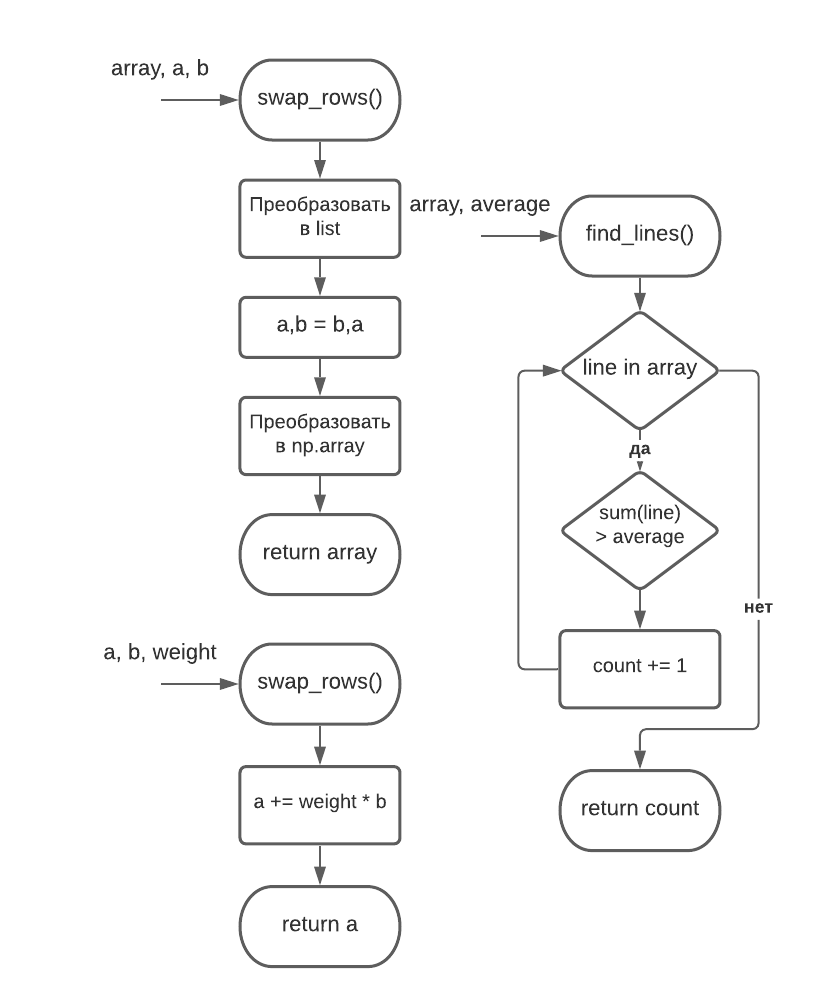 array, a, b
swap_rows()
Преобразовать
в list
a,b = b,a
Преобразовать
в np.array
return array
array, average
find_lines()
line in array
да
sum(line)
> average
нет
count += 1
return count
a, b, weight
swap_rows()
a += weight * b
return a